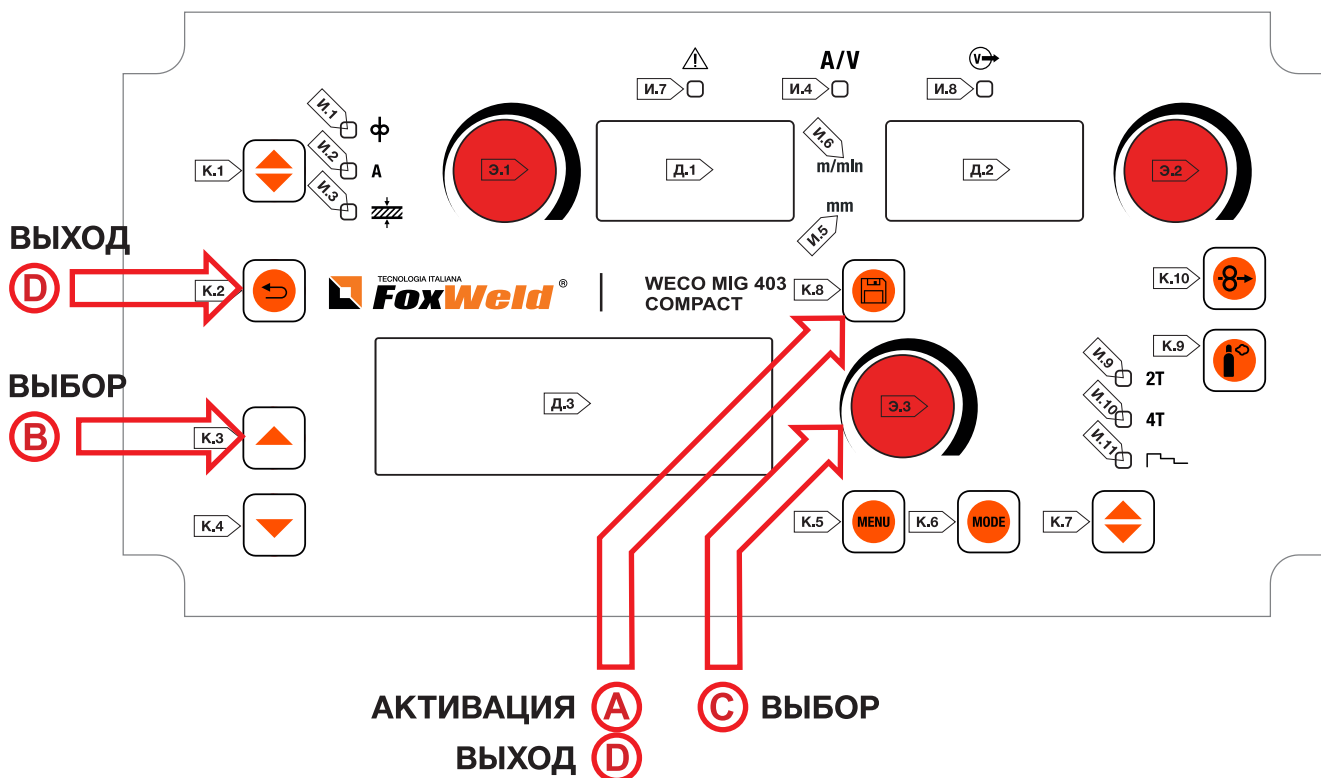 A/V
И.7
И.4
И.8
И.1
И.2
A
И.3
К.1
Э.1
Д.1
И.6
m/mln
mm
И.5
Д.2
Э.2
ВЫХОД
D
К.2
TECNOLOGIA ITALIANA
FoxWeld®
WECO MIG 403
COMPACT
К.8
К.10
8
К.9
ВЫБОР
B
К.3
К.4
Д.3
Э.3
И.9
2T
И.10
4T
И.11
К.5
MENU
К.6
MODE
К.7
АКТИВАЦИЯ A
C ВЫБОР
ВЫХОД D